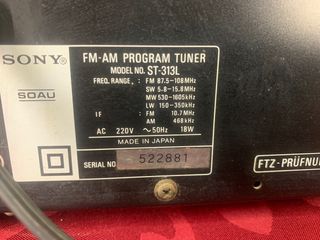 SONY®
SOAU
FM-AM PROGRAM TUNER
MODEL NO. ST-313L
FREQ. RANGE: FM 87.5-108MHz
SW 5.8-15.8MHz
MW 530-1605kHz
LW 150-350kHz
IF : FM 10.7MHz
AM 468kHz
AC 220V ~50Hz 18W
MADE IN JAPAN
SERIAL NO. 522881
FTZ-PRÜFNU